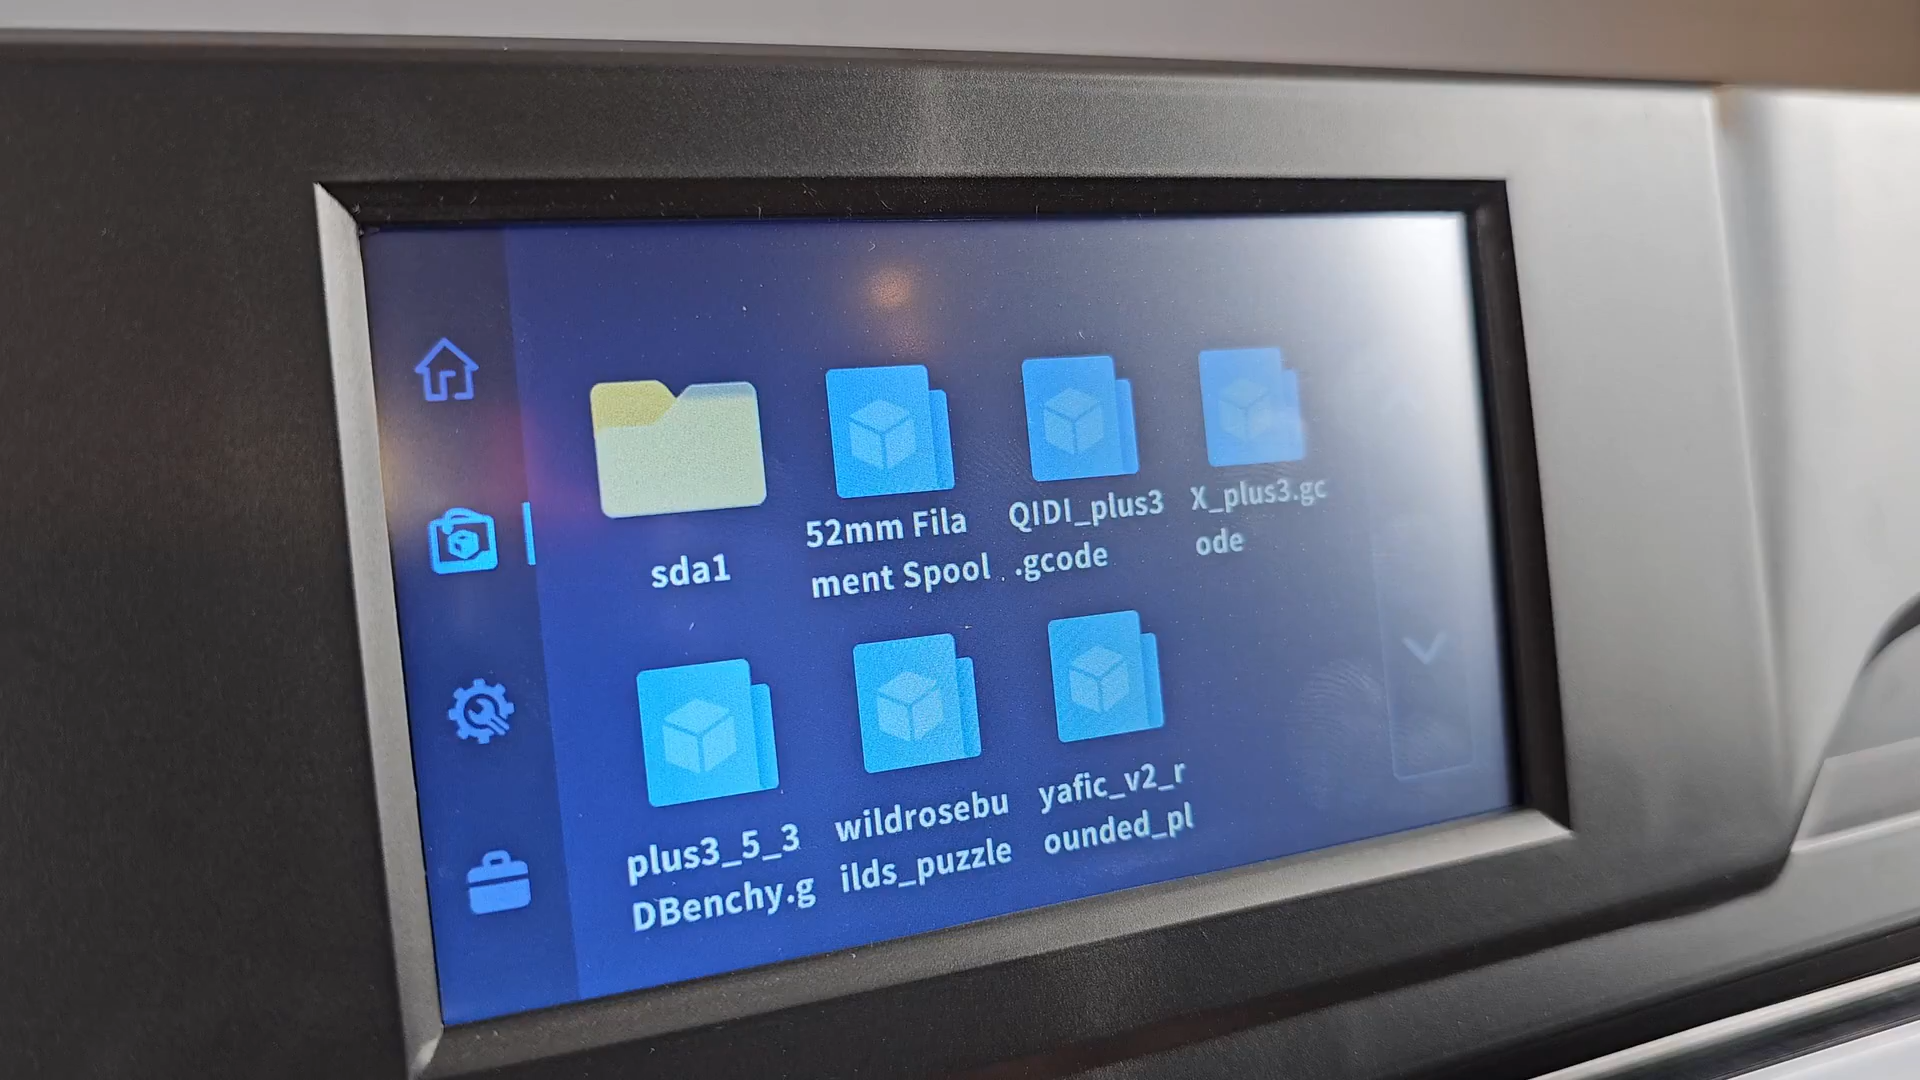 sda1
52mm Fila
ment Spool
QIDI_plus3
.gcode
X_plus3.gc
ode
plus3_5_3
DBenchy.g
wildrosebu
ilds_puzzle
yafic_v2_r
ounded_pl